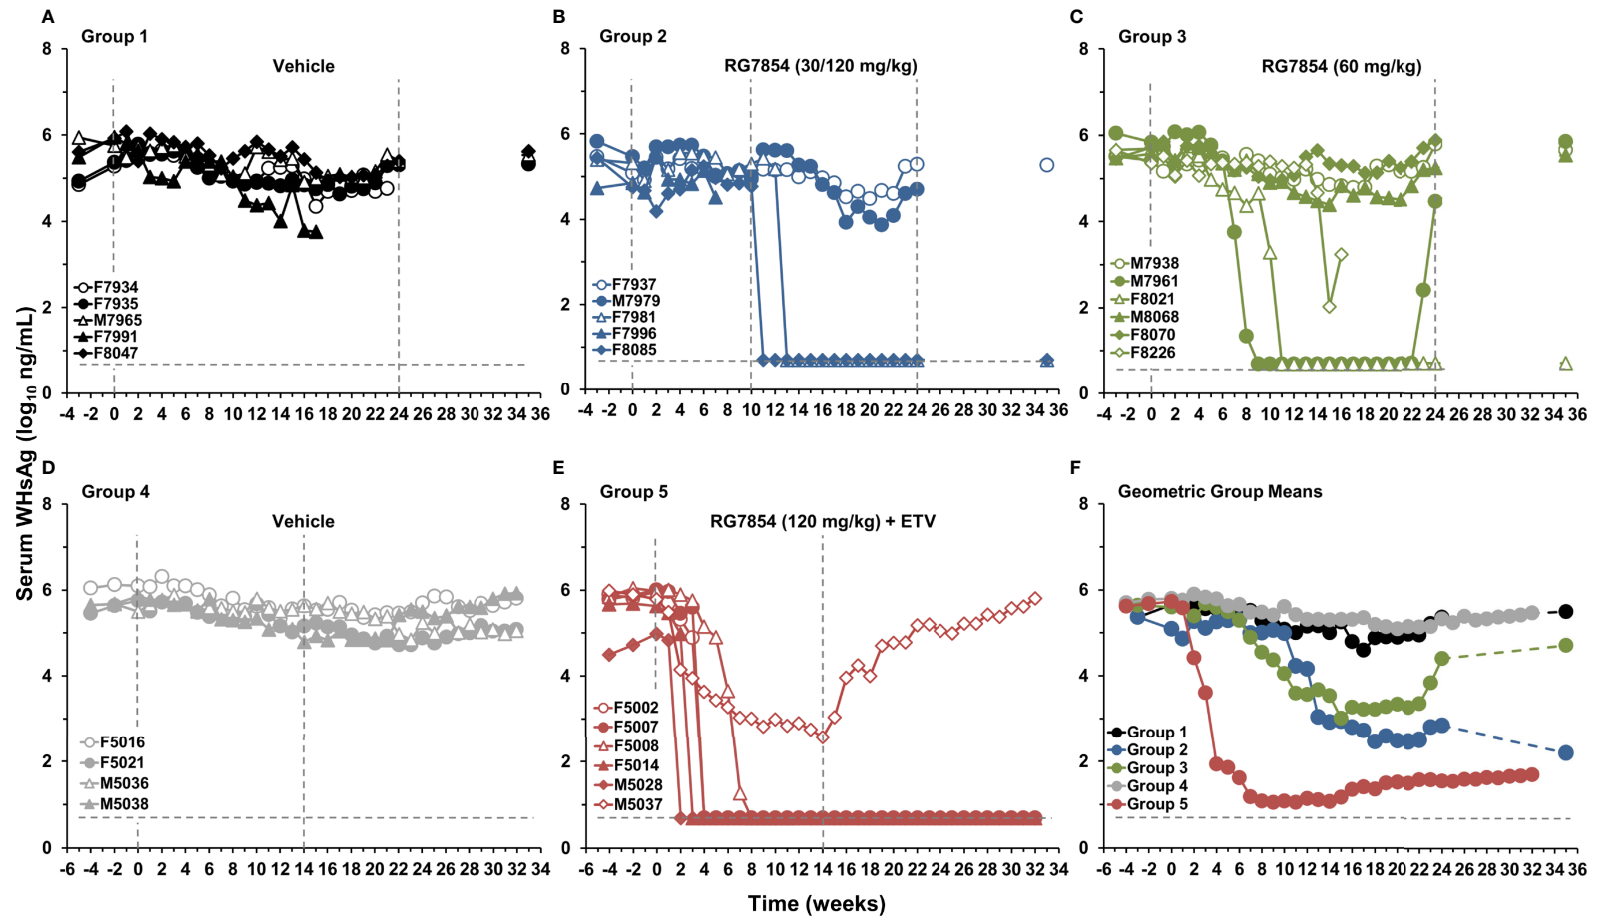 A
Group 1
Vehicle
8
6
4
2
0
F7934
F7935
M7965
F7991
F8047
-4 -2 0 2 4 6 8 10 12 14 16 18 20 22 24 26 28 30 32 34 36
B
Group 2
RG7854 (30/120 mg/kg)
8
6
4
2
0
F7937
M7979
F7981
F7996
F8085
-4 -2 0 2 4 6 8 10 12 14 16 18 20 22 24 26 28 30 32 34 36
C
Group 3
RG7854 (60 mg/kg)
8
6
4
2
0
M7938
M7961
F8021
M8068
F8070
F8226
-4 -2 0 2 4 6 8 10 12 14 16 18 20 22 24 26 28 30 32 34 36
Serum WHsAg (log10 ng/mL)
D
Group 4
Vehicle
8
6
4
2
0
F5016
F5021
M5036
M5038
-6 -4 -2 0 2 4 6 8 10 12 14 16 18 20 22 24 26 28 30 32 34
E
Group 5
RG7854 (120 mg/kg) + ETV
8
6
4
2
0
F5002
F5007
F5008
F5014
M5028
M5037
-6 -4 -2 0 2 4 6 8 10 12 14 16 18 20 22 24 26 28 30 32 34
F
Geometric Group Means
8
6
4
2
0
Group 1
Group 2
Group 3
Group 4
Group 5
-6 -4 -2 0 2 4 6 8 10 12 14 16 18 20 22 24 26 28 30 32 34 36
Time (weeks)